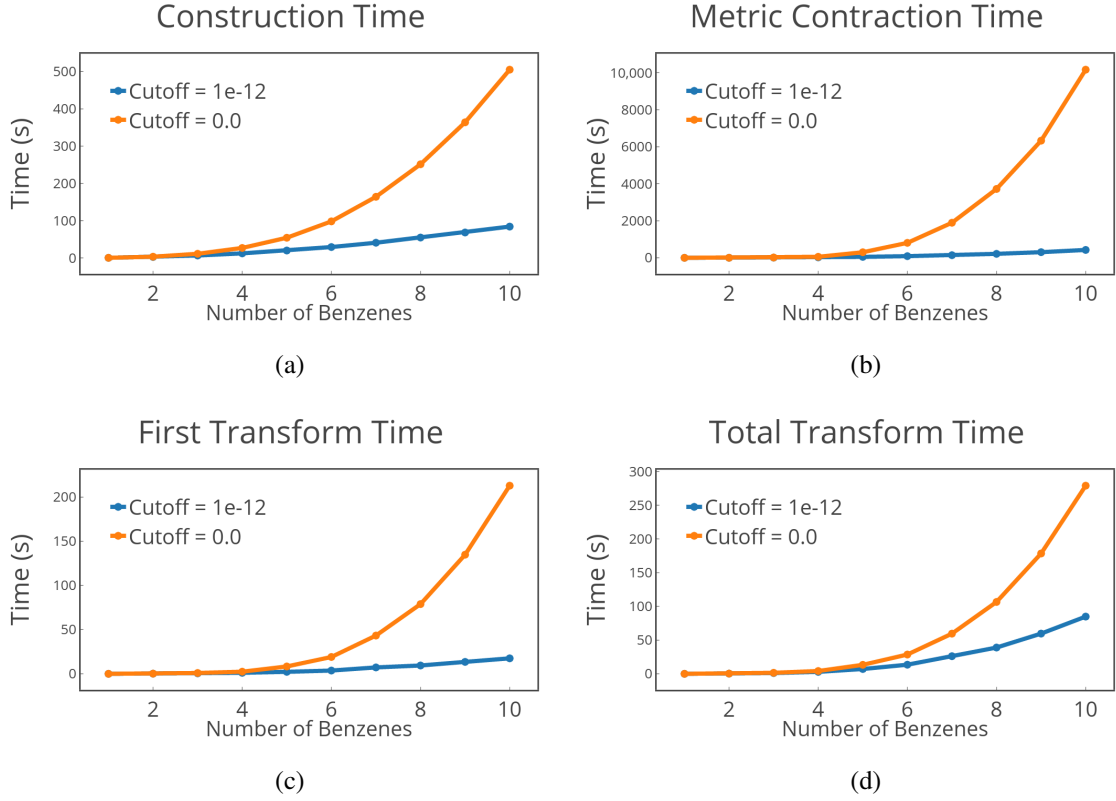 Construction Time
Time (s)
500
400
300
200
100
0
Cutoff = 1e-12
Cutoff = 0.0
2 4 6 8 10
Number of Benzenes
(a)
Metric Contraction Time
Time (s)
10,000
8000
6000
4000
2000
0
Cutoff = 1e-12
Cutoff = 0.0
2 4 6 8 10
Number of Benzenes
(b)
First Transform Time
Time (s)
200
150
100
50
0
Cutoff = 1e-12
Cutoff = 0.0
2 4 6 8 10
Number of Benzenes
(c)
Total Transform Time
Time (s)
300
250
200
150
100
50
0
Cutoff = 1e-12
Cutoff = 0.0
2 4 6 8 10
Number of Benzenes
(d)